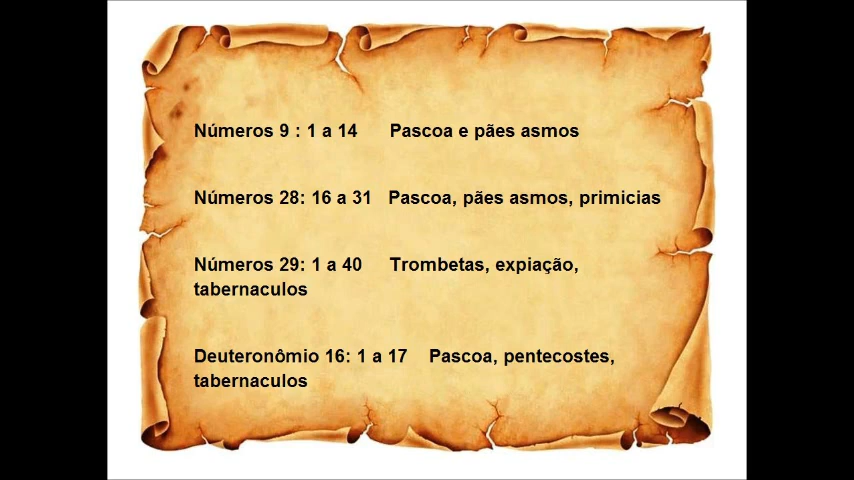 Números 9 : 1 a 14 Pascoa e pães asmos
Números 28: 16 a 31 Pascoa, pães asmos, primicias
Números 29: 1 a 40 Trombetas, expiação,
tabernaculos
Deuteronômio 16: 1 a 17 Pascoa, pentecostes,
tabernaculos